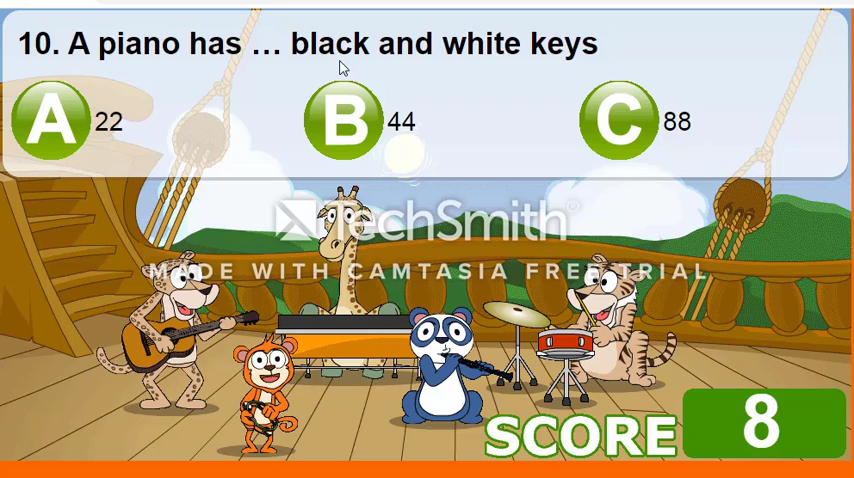 10. A piano has … black and white keys
A 22
B 44
C 88
TechSmith®
MADE WITH CAMTASIA FREE TRIAL
SCORE 8